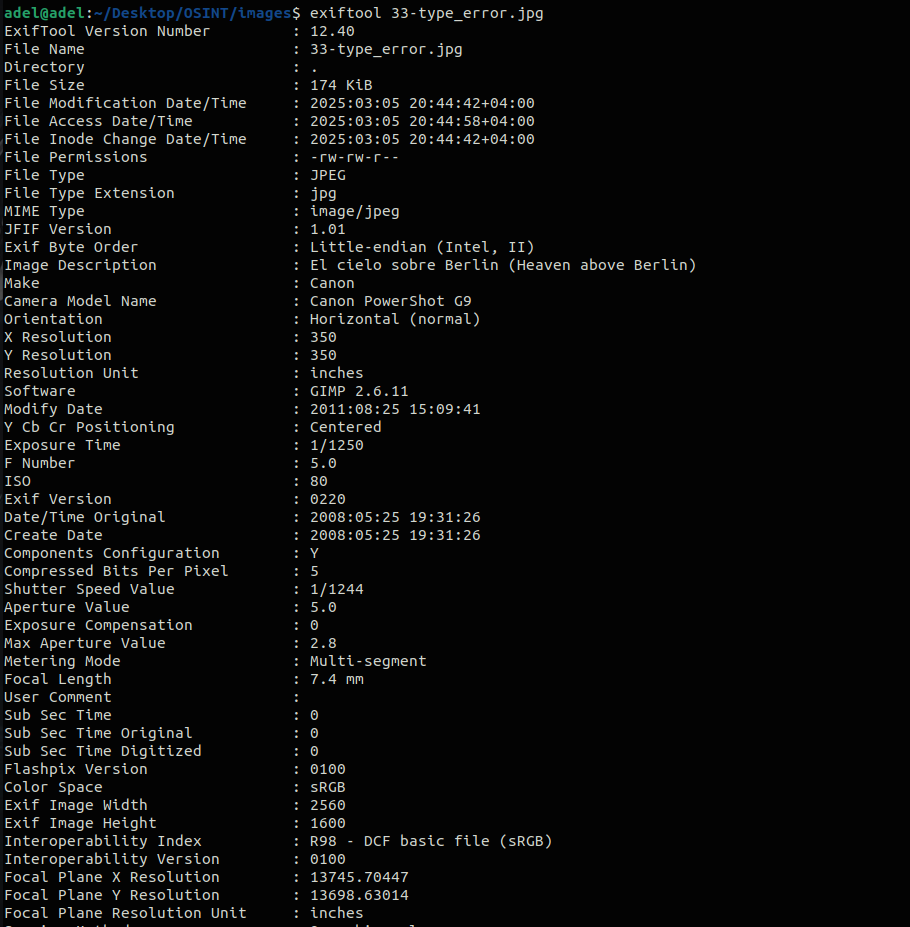 adel@adel:~/Desktop/OSINT/images$ exiftool 33-type_error.jpg
ExifTool Version Number : 12.40
File Name : 33-type_error.jpg
Directory : .
File Size : 174 KiB
File Modification Date/Time : 2025:03:05 20:44:42+04:00
File Access Date/Time : 2025:03:05 20:44:58+04:00
File Inode Change Date/Time : 2025:03:05 20:44:42+04:00
File Permissions : -rw-rw-r--
File Type : JPEG
File Type Extension : jpg
MIME Type : image/jpeg
JFIF Version : 1.01
Exif Byte Order : Little-endian (Intel, II)
Image Description : El cielo sobre Berlin (Heaven above Berlin)
Make : Canon
Camera Model Name : Canon PowerShot G9
Orientation : Horizontal (normal)
X Resolution : 350
Y Resolution : 350
Resolution Unit : inches
Software : GIMP 2.6.11
Modify Date : 2011:08:25 15:09:41
Y Cb Cr Positioning : Centered
Exposure Time : 1/1250
F Number : 5.0
ISO : 80
Exif Version : 0220
Date/Time Original : 2008:05:25 19:31:26
Create Date : 2008:05:25 19:31:26
Components Configuration : Y
Compressed Bits Per Pixel : 5
Shutter Speed Value : 1/1244
Aperture Value : 5.0
Exposure Compensation : 0
Max Aperture Value : 2.8
Metering Mode : Multi-segment
Focal Length : 7.4 mm
User Comment :
Sub Sec Time : 0
Sub Sec Time Original : 0
Sub Sec Time Digitized : 0
Flashpix Version : 0100
Color Space : sRGB
Exif Image Width : 2560
Exif Image Height : 1600
Interoperability Index : R98 - DCF basic file (sRGB)
Interoperability Version : 0100
Focal Plane X Resolution : 13745.70447
Focal Plane Y Resolution : 13698.63014
Focal Plane Resolution Unit : inches